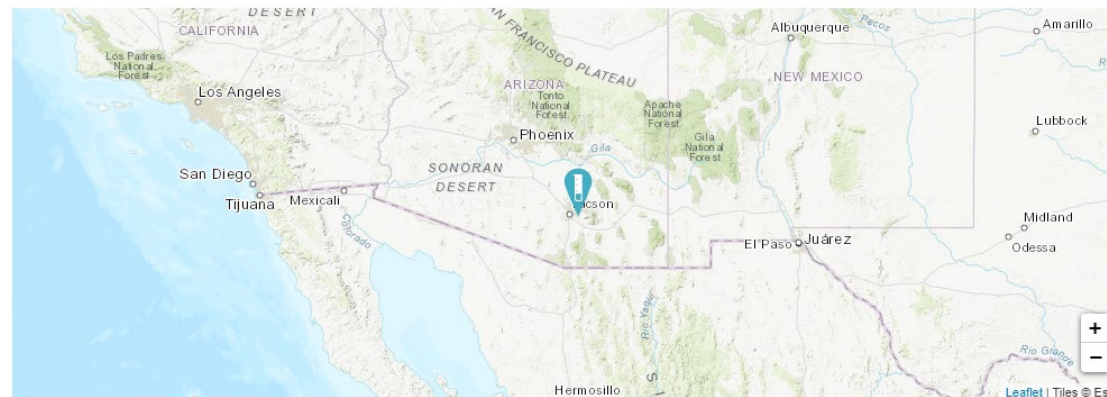 DESERT
CALIFORNIA
Los Padres
National
Forest
Los Angeles
San Diego
Tijuana
Mexicali
Colorado
SAN FRANCISCO PLATEAU
ARIZONA
Tonto
National
Forest
Phoenix
SONORAN
DESERT
Gila
Apache
National
Forest
Gila
National
Forest
Albuquerque
NEW MEXICO
Pecos
Amarillo
Lubbock
Midland
Odessa
El Paso
Juárez
Rio Yaqui
Hermosillo
Rio Grande
+
−
Leaflet | Tiles © Es